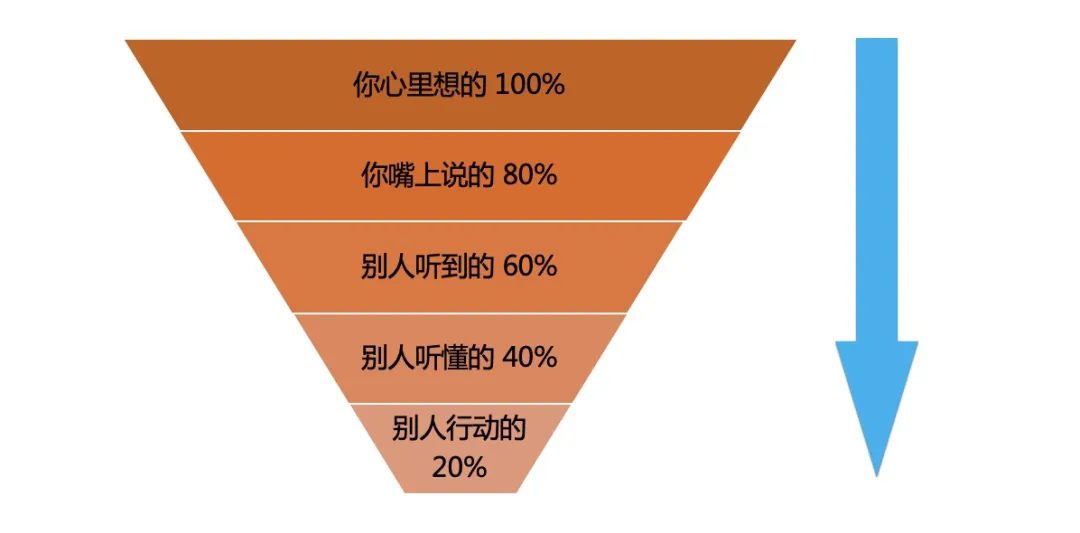 你心里想的 100%
你嘴上说的 80%
别人听到的 60%
别人听懂的 40%
别人行动的
20%